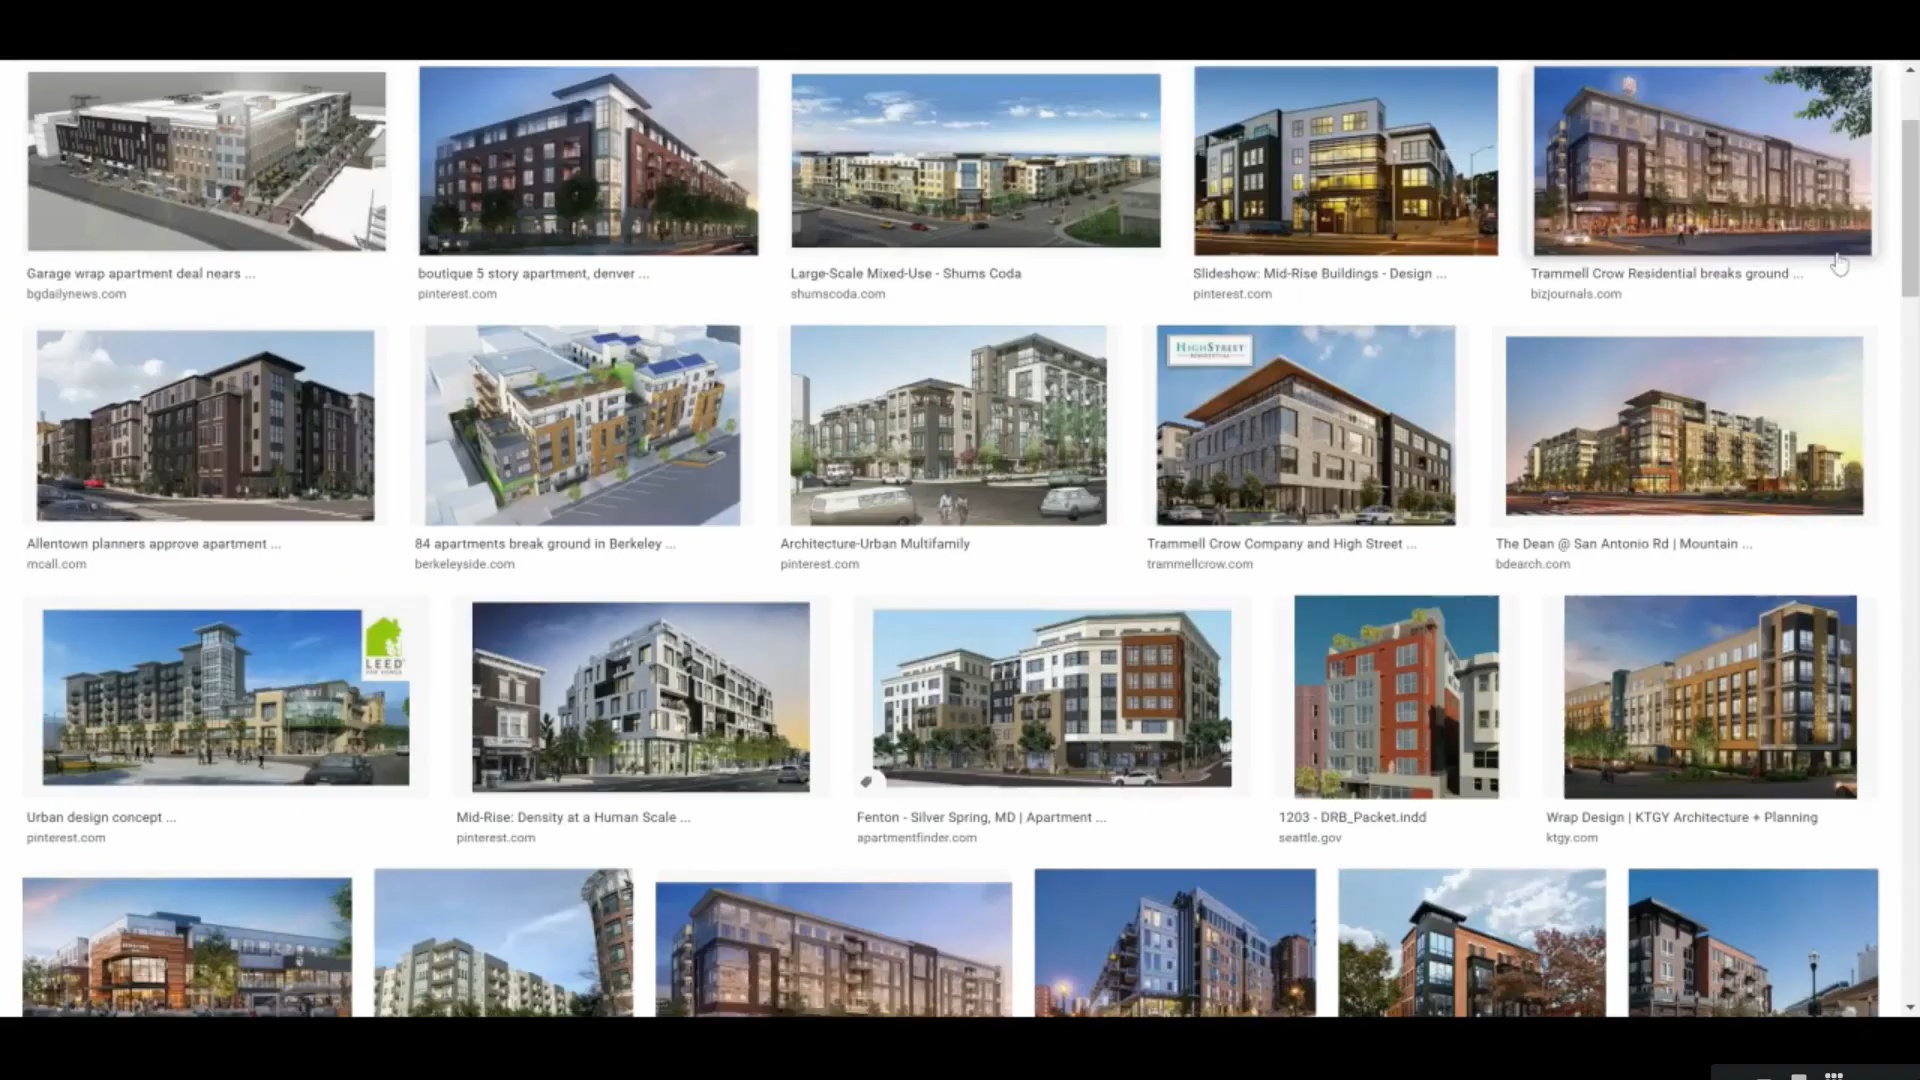 Garage wrap apartment deal nears ...
bgdailynews.com
boutique 5 story apartment, denver ...
pinterest.com
Large-Scale Mixed-Use - Shums Coda
shumscoda.com
Slideshow: Mid-Rise Buildings - Design ...
pinterest.com
Trammell Crow Residential breaks ground ...
bizjournals.com
HIGHSTREET
RESIDENTIAL
Allentown planners approve apartment ...
mcall.com
84 apartments break ground in Berkeley ...
berkeleyside.com
Architecture-Urban Multifamily
pinterest.com
Trammell Crow Company and High Street ...
trammellcrow.com
The Dean @ San Antonio Rd | Mountain ...
bdearch.com
LEED
FOR HOMES
Urban design concept ...
pinterest.com
Mid-Rise: Density at a Human Scale ...
pinterest.com
Fenton - Silver Spring, MD | Apartment ...
apartmentfinder.com
1203 - DRB_Packet.indd
seattle.gov
Wrap Design | KTGY Architecture + Planning
ktgy.com